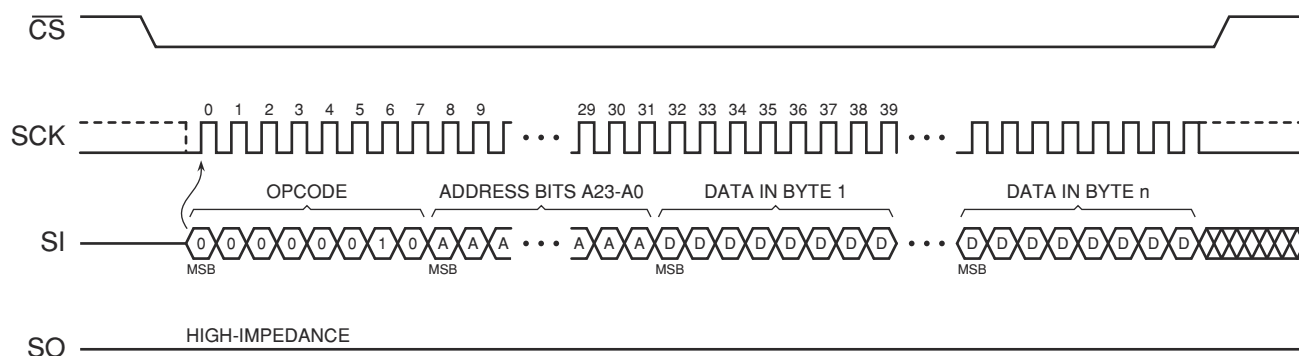 CS
0 1 2 3 4 5 6 7 8 9 29 30 31 32 33 34 35 36 37 38 39
SCK
OPCODE ADDRESS BITS A23-A0 DATA IN BYTE 1 DATA IN BYTE n
SI 0 0 0 0 0 0 1 0 A A A A A A D D D D D D D D D D D D D D D D
MSB MSB MSB MSB
HIGH-IMPEDANCE
SO